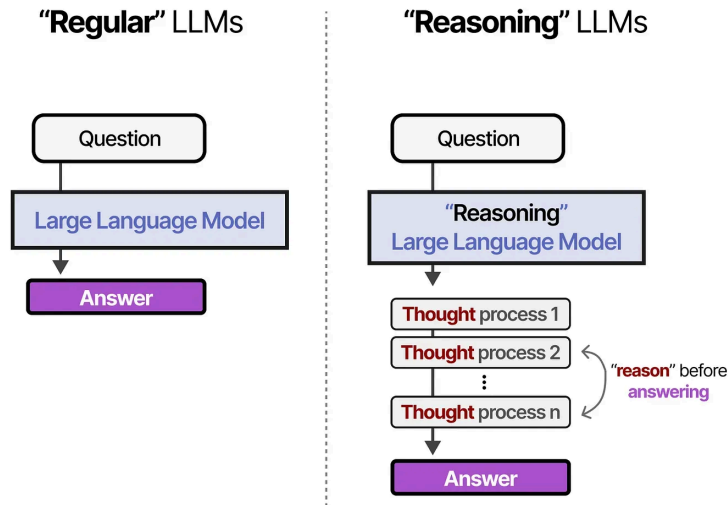 “Regular” LLMs
Question
Large Language Model
Answer
“Reasoning” LLMs
Question
“Reasoning”
Large Language Model
Thought process 1
Thought process 2
⋮
Thought process n
“reason” before
answering
Answer